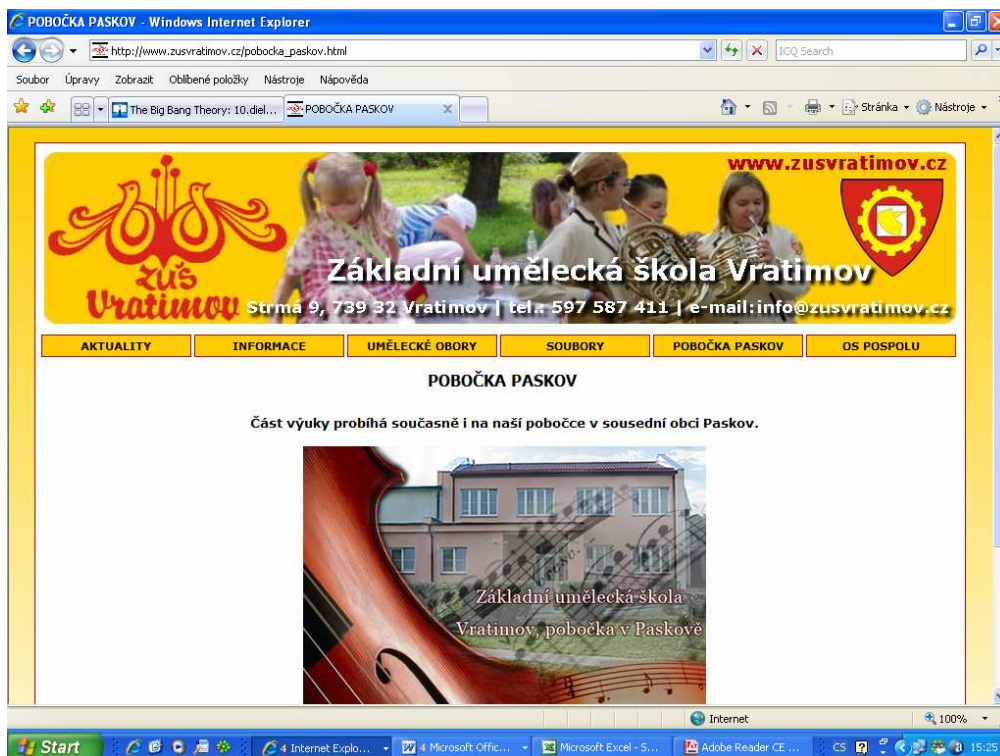 POBOČKA PASKOV - Windows Internet Explorer
http://www.zusvratimov.cz/pobocka_paskov.html
ICQ Search
Soubor Úpravy Zobrazit Oblíbené položky Nástroje Nápověda
The Big Bang Theory: 10.diel... POBOČKA PASKOV Stránka Nástroje
www.zusvratimov.cz
zuš
Vratimov
Základní umělecká škola Vratimov
Strmá 9, 739 32 Vratimov | tel.: 597 587 411 | e-mail:info@zusvratimov.cz
AKTUALITY INFORMACE UMĚLECKÉ OBORY SOUBORY POBOČKA PASKOV OS POSPOLU
POBOČKA PASKOV
Část výuky probíhá současně i na naší pobočce v sousední obci Paskov.
Základní umělecká škola
Vratimov, pobočka v Paskově
Internet 100%
Start 4 Internet Explo... 4 Microsoft Offic... Microsoft Excel - S... Adobe Reader CE ... CS 15:25